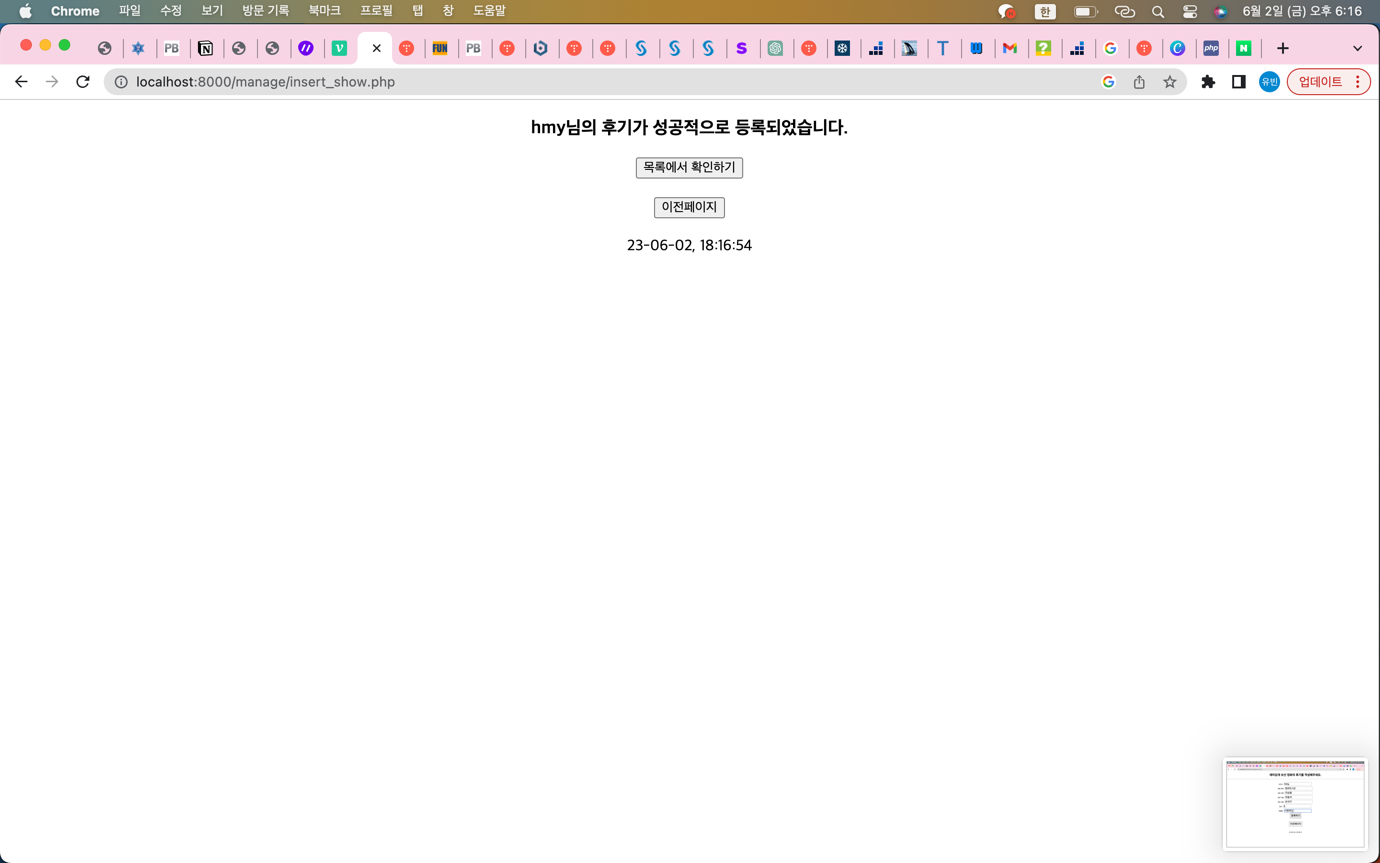 Chrome 파일 수정 보기 방문 기록 북마크 프로필 탭 창 도움말 한 6월 2일 (금) 오후 6:16
PB N FUN PB S S S S T W ? G C php N
localhost:8000/manage/insert_show.php G 유빈 업데이트
hmy님의 후기가 성공적으로 등록되었습니다.
목록에서 확인하기
이전페이지
23-06-02, 18:16:54